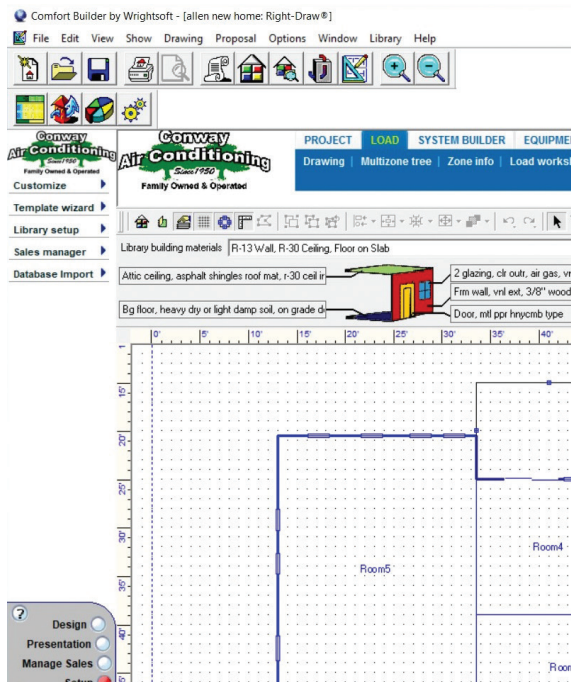 Comfort Builder by Wrightsoft - [allen new home: Right-Draw®]
File Edit View Show Drawing Proposal Options Window Library Help
Conway
Air Conditioning
Since 1950
Family Owned & Operated
Customize
Template wizard
Library setup
Sales manager
Database Import
Conway
Air Conditioning
Since 1950
Family Owned & Operated
PROJECT LOAD SYSTEM BUILDER EQUIPME
Drawing | Multizone tree | Zone info | Load worksh
Library building materials R-13 Wall, R-30 Ceiling, Floor on Slab
Attic ceiling, asphalt shingles roof mat, r-30 ceil in
2 glazing, clr outr, air gas, vn
Frm wall, vnl ext, 3/8" wood
Bg floor, heavy dry or light damp soil, on grade d
Door, mtl ppr hnycmb type
0' 5' 10' 15' 20' 25' 30' 35' 40'
15'
20'
25'
30'
35'
40'
Room4
Room5
Room
?
Design
Presentation
Manage Sales
Setup